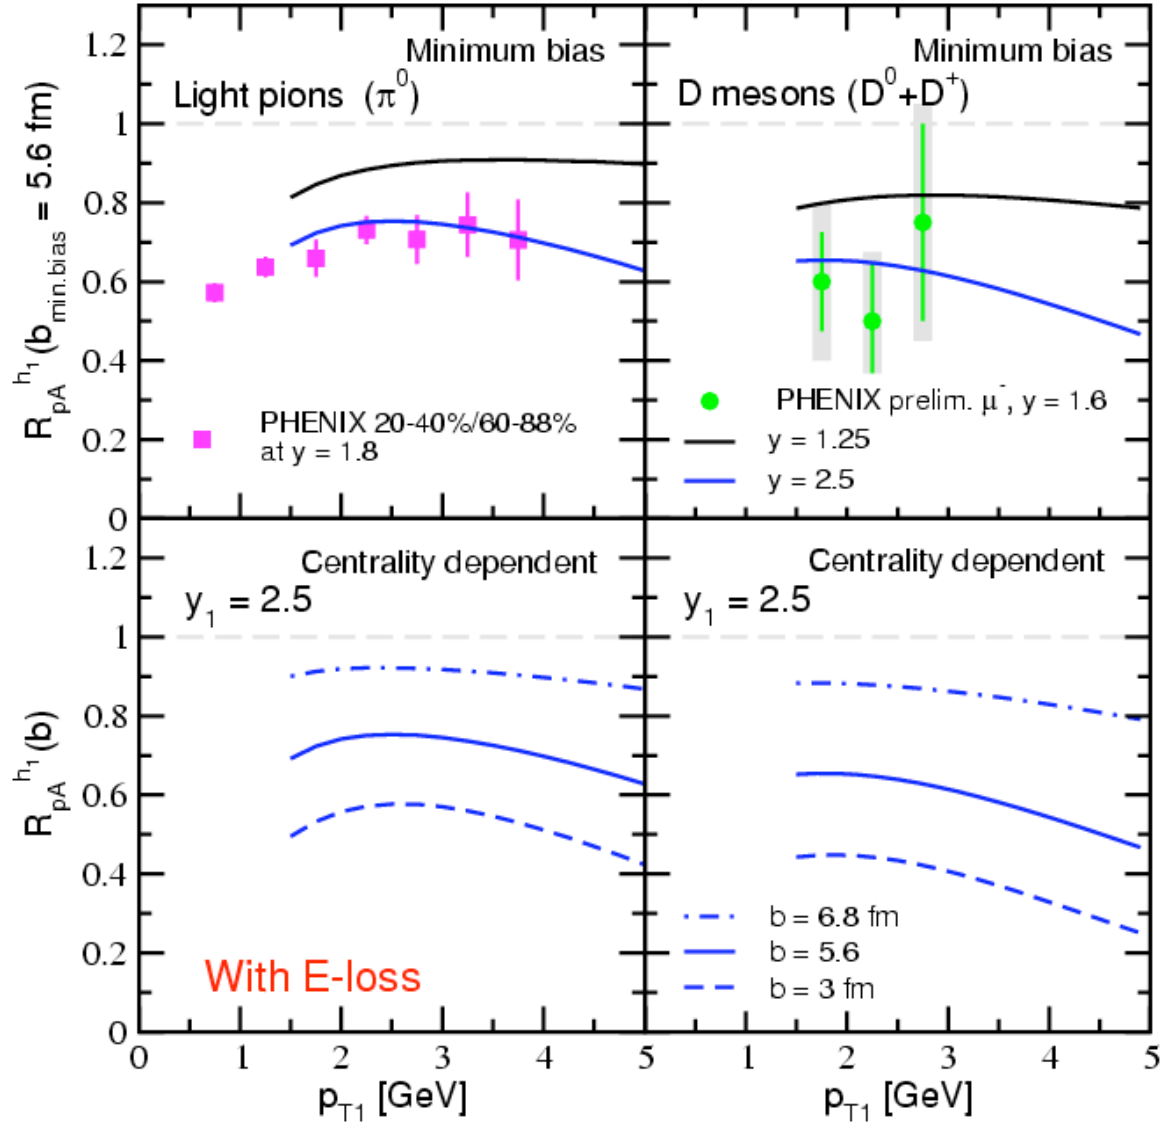 1.2
1
0.8
0.6
0.4
0.2
0
R_pA^h₁ (b_min.bias = 5.6 fm)
Minimum bias
Light pions (π⁰)
PHENIX 20-40%/60-88%
at y = 1.8
Minimum bias
D mesons (D⁰+D⁺)
PHENIX prelim. μ⁻, y = 1.6
y = 1.25
y = 2.5
1.2
1
0.8
0.6
0.4
0.2
0
R_pA^h₁ (b)
Centrality dependent
y₁ = 2.5
With E-loss
0 1 2 3 4 5
p_T1 [GeV]
Centrality dependent
y₁ = 2.5
b = 6.8 fm
b = 5.6
b = 3 fm
1 2 3 4 5
p_T1 [GeV]